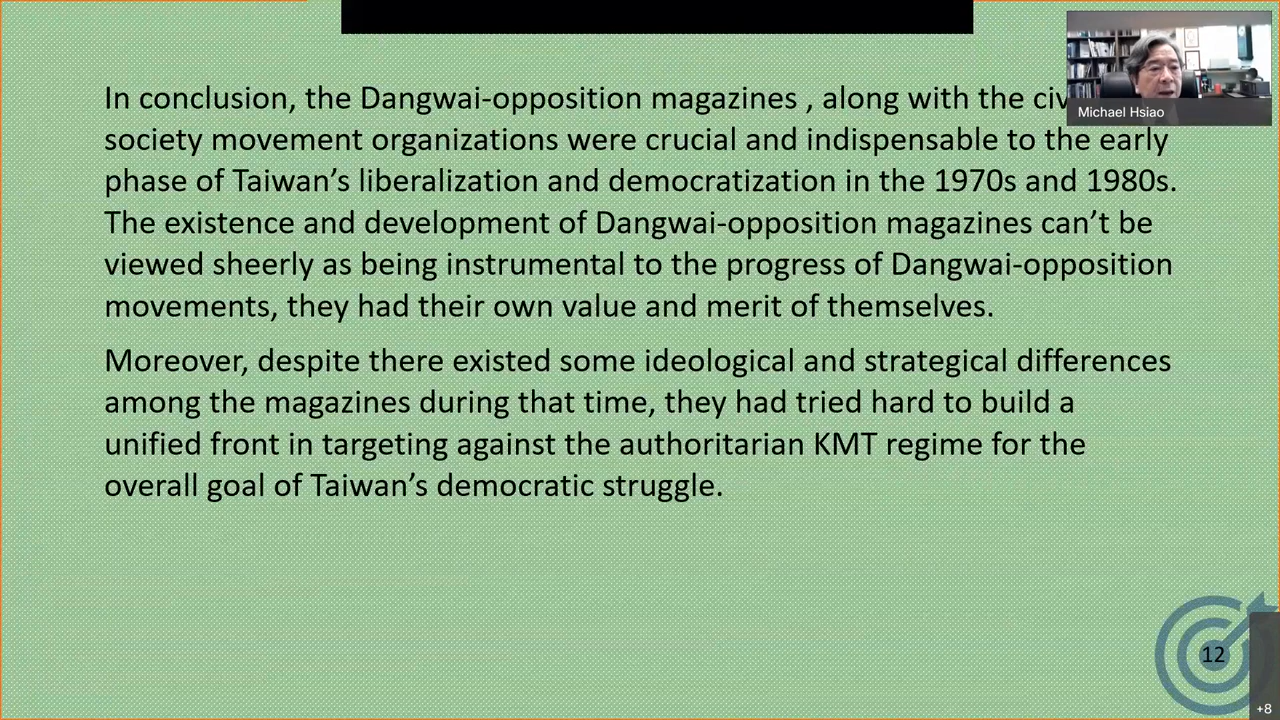 In conclusion, the Dangwai-opposition magazines , along with the civ
society movement organizations were crucial and indispensable to the early
phase of Taiwan’s liberalization and democratization in the 1970s and 1980s.
The existence and development of Dangwai-opposition magazines can’t be
viewed sheerly as being instrumental to the progress of Dangwai-opposition
movements, they had their own value and merit of themselves.
Moreover, despite there existed some ideological and strategical differences
among the magazines during that time, they had tried hard to build a
unified front in targeting against the authoritarian KMT regime for the
overall goal of Taiwan’s democratic struggle.
Michael Hsiao
12
+8